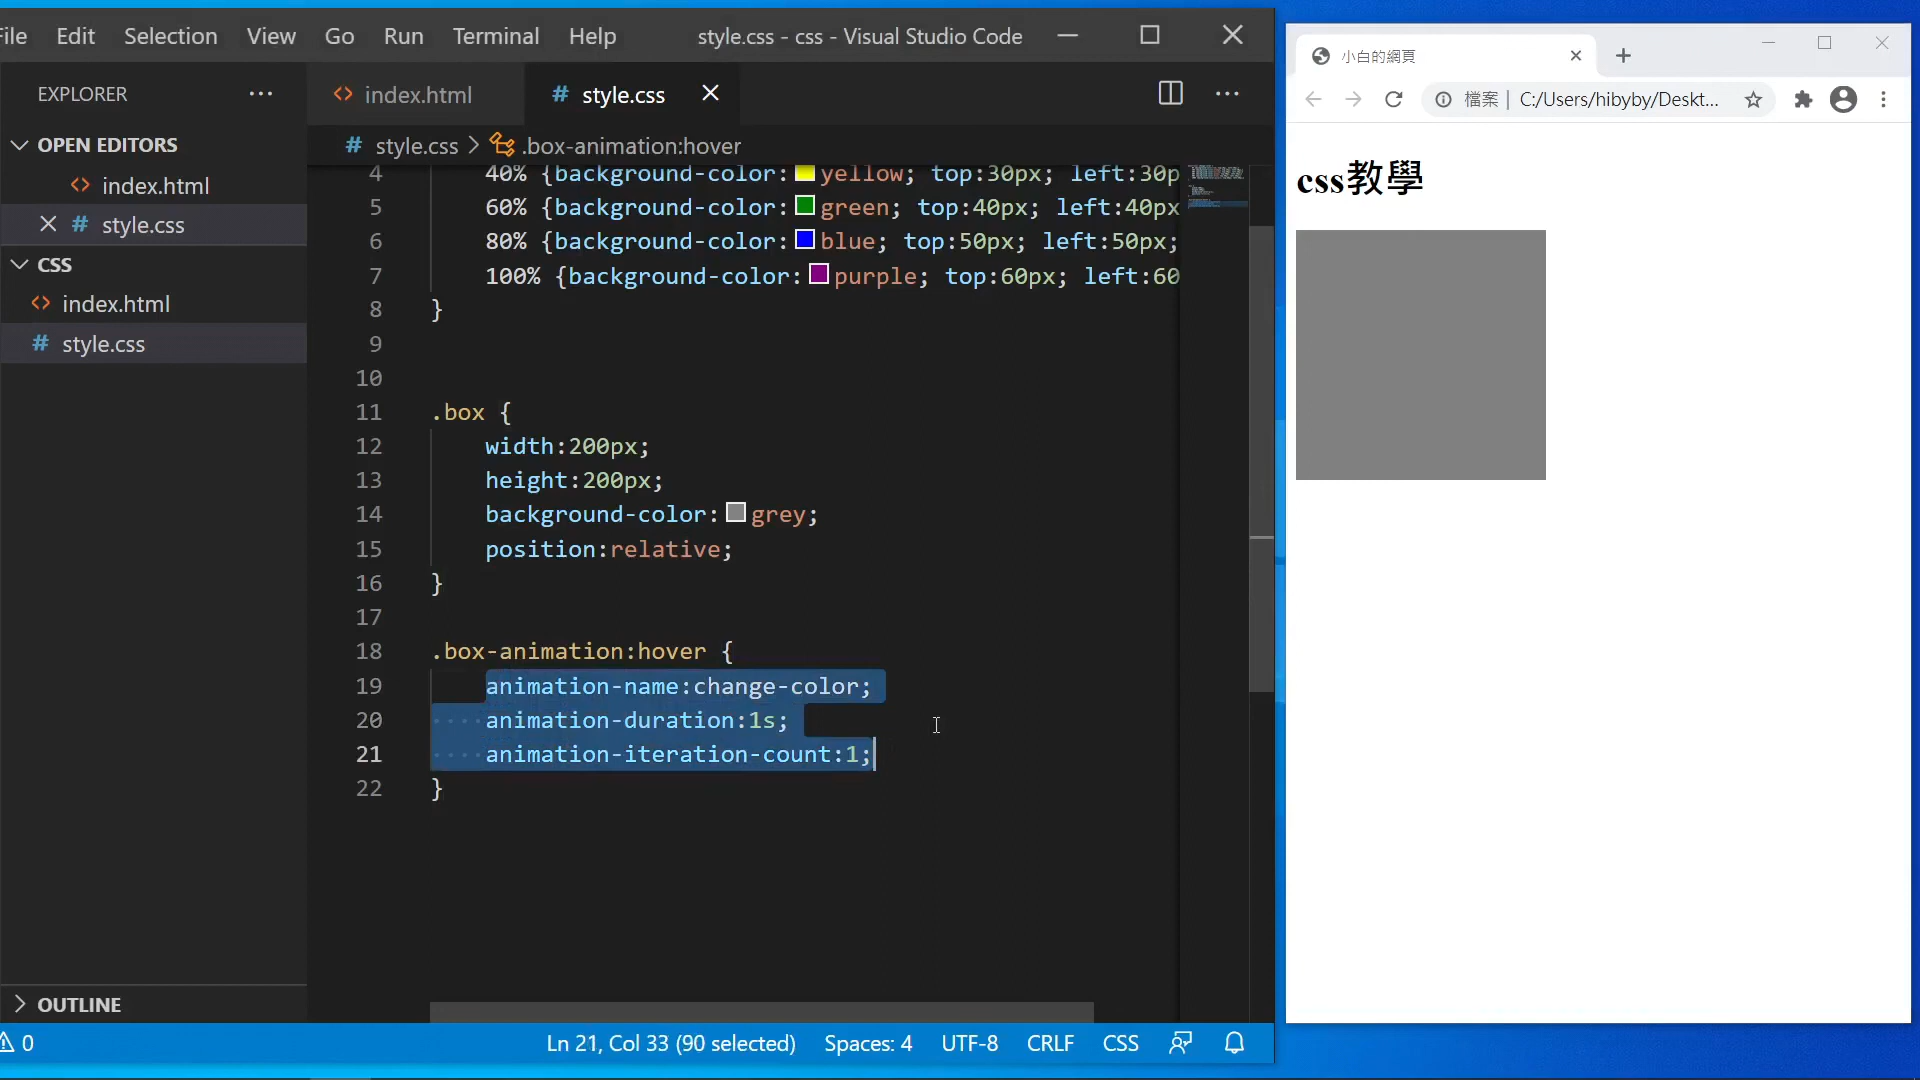 File Edit Selection View Go Run Terminal Help style.css - css - Visual Studio Code
EXPLORER
OPEN EDITORS
index.html
style.css
CSS
index.html
style.css
OUTLINE
index.html
style.css
style.css > .box-animation:hover
4 40% {background-color: yellow; top:30px; left:30p
5 60% {background-color: green; top:40px; left:40px
6 80% {background-color: blue; top:50px; left:50px;
7 100% {background-color: purple; top:60px; left:60
8 }
9
10
11 .box {
12 width:200px;
13 height:200px;
14 background-color: grey;
15 position:relative;
16 }
17
18 .box-animation:hover {
19 animation-name:change-color;
20 animation-duration:1s;
21 animation-iteration-count:1;
22 }
0 Ln 21, Col 33 (90 selected) Spaces: 4 UTF-8 CRLF CSS
小白的網頁
檔案 | C:/Users/hibyby/Deskt...
css教學